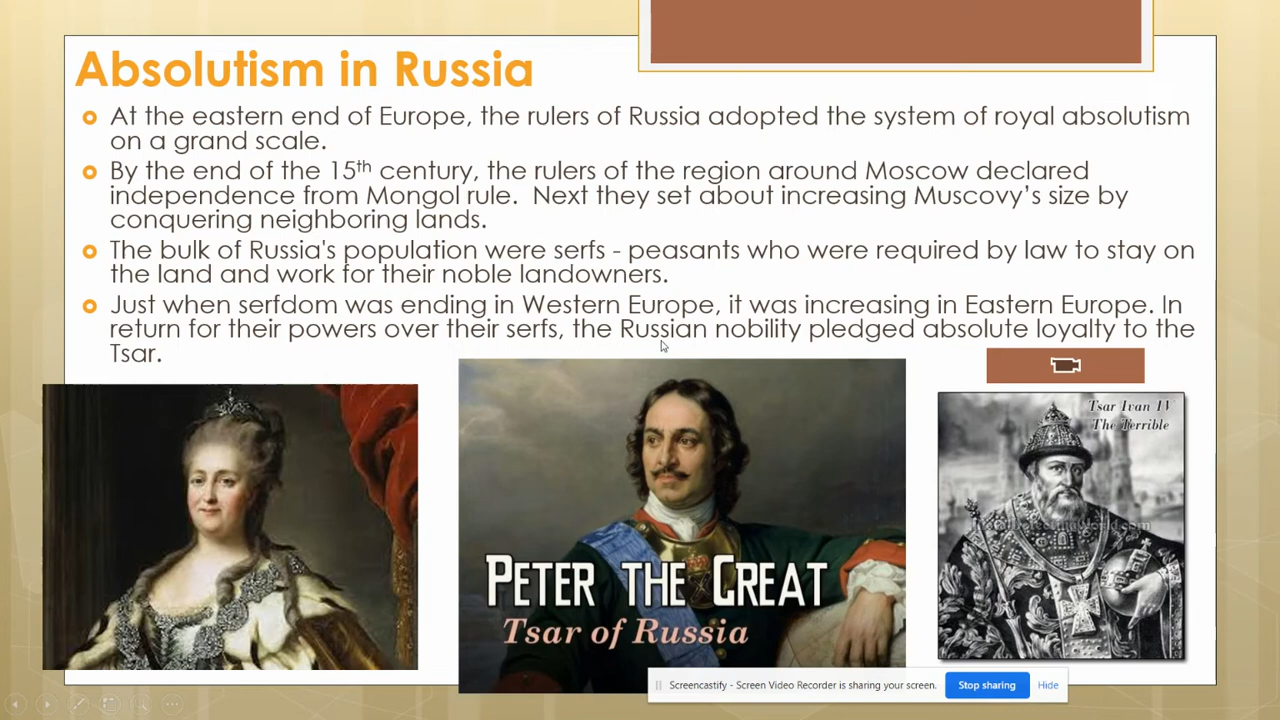 Absolutism in Russia
At the eastern end of Europe, the rulers of Russia adopted the system of royal absolutism
on a grand scale.
By the end of the 15th century, the rulers of the region around Moscow declared
independence from Mongol rule.  Next they set about increasing Muscovy's size by
conquering neighboring lands.
The bulk of Russia's population were serfs - peasants who were required by law to stay on
the land and work for their noble landowners.
Just when serfdom was ending in Western Europe, it was increasing in Eastern Europe. In
return for their powers over their serfs, the Russian nobility pledged absolute loyalty to the
Tsar.
PETER THE GREAT
Tsar of Russia
Tsar Ivan IV
The Terrible
Screencastify - Screen Video Recorder is sharing your screen.
Stop sharing
Hide